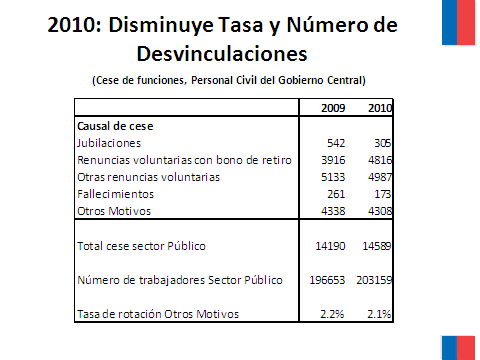 2010: Disminuye Tasa y Número de
Desvinculaciones
(Cese de funciones, Personal Civil del Gobierno Central)
2009 2010
Causal de cese
Jubilaciones 542 305
Renuncias voluntarias con bono de retiro 3916 4816
Otras renuncias voluntarias 5133 4987
Fallecimientos 261 173
Otros Motivos 4338 4308
Total cese sector Público 14190 14589
Número de trabajadores Sector Público 196653 203159
Tasa de rotación Otros Motivos 2.2% 2.1%